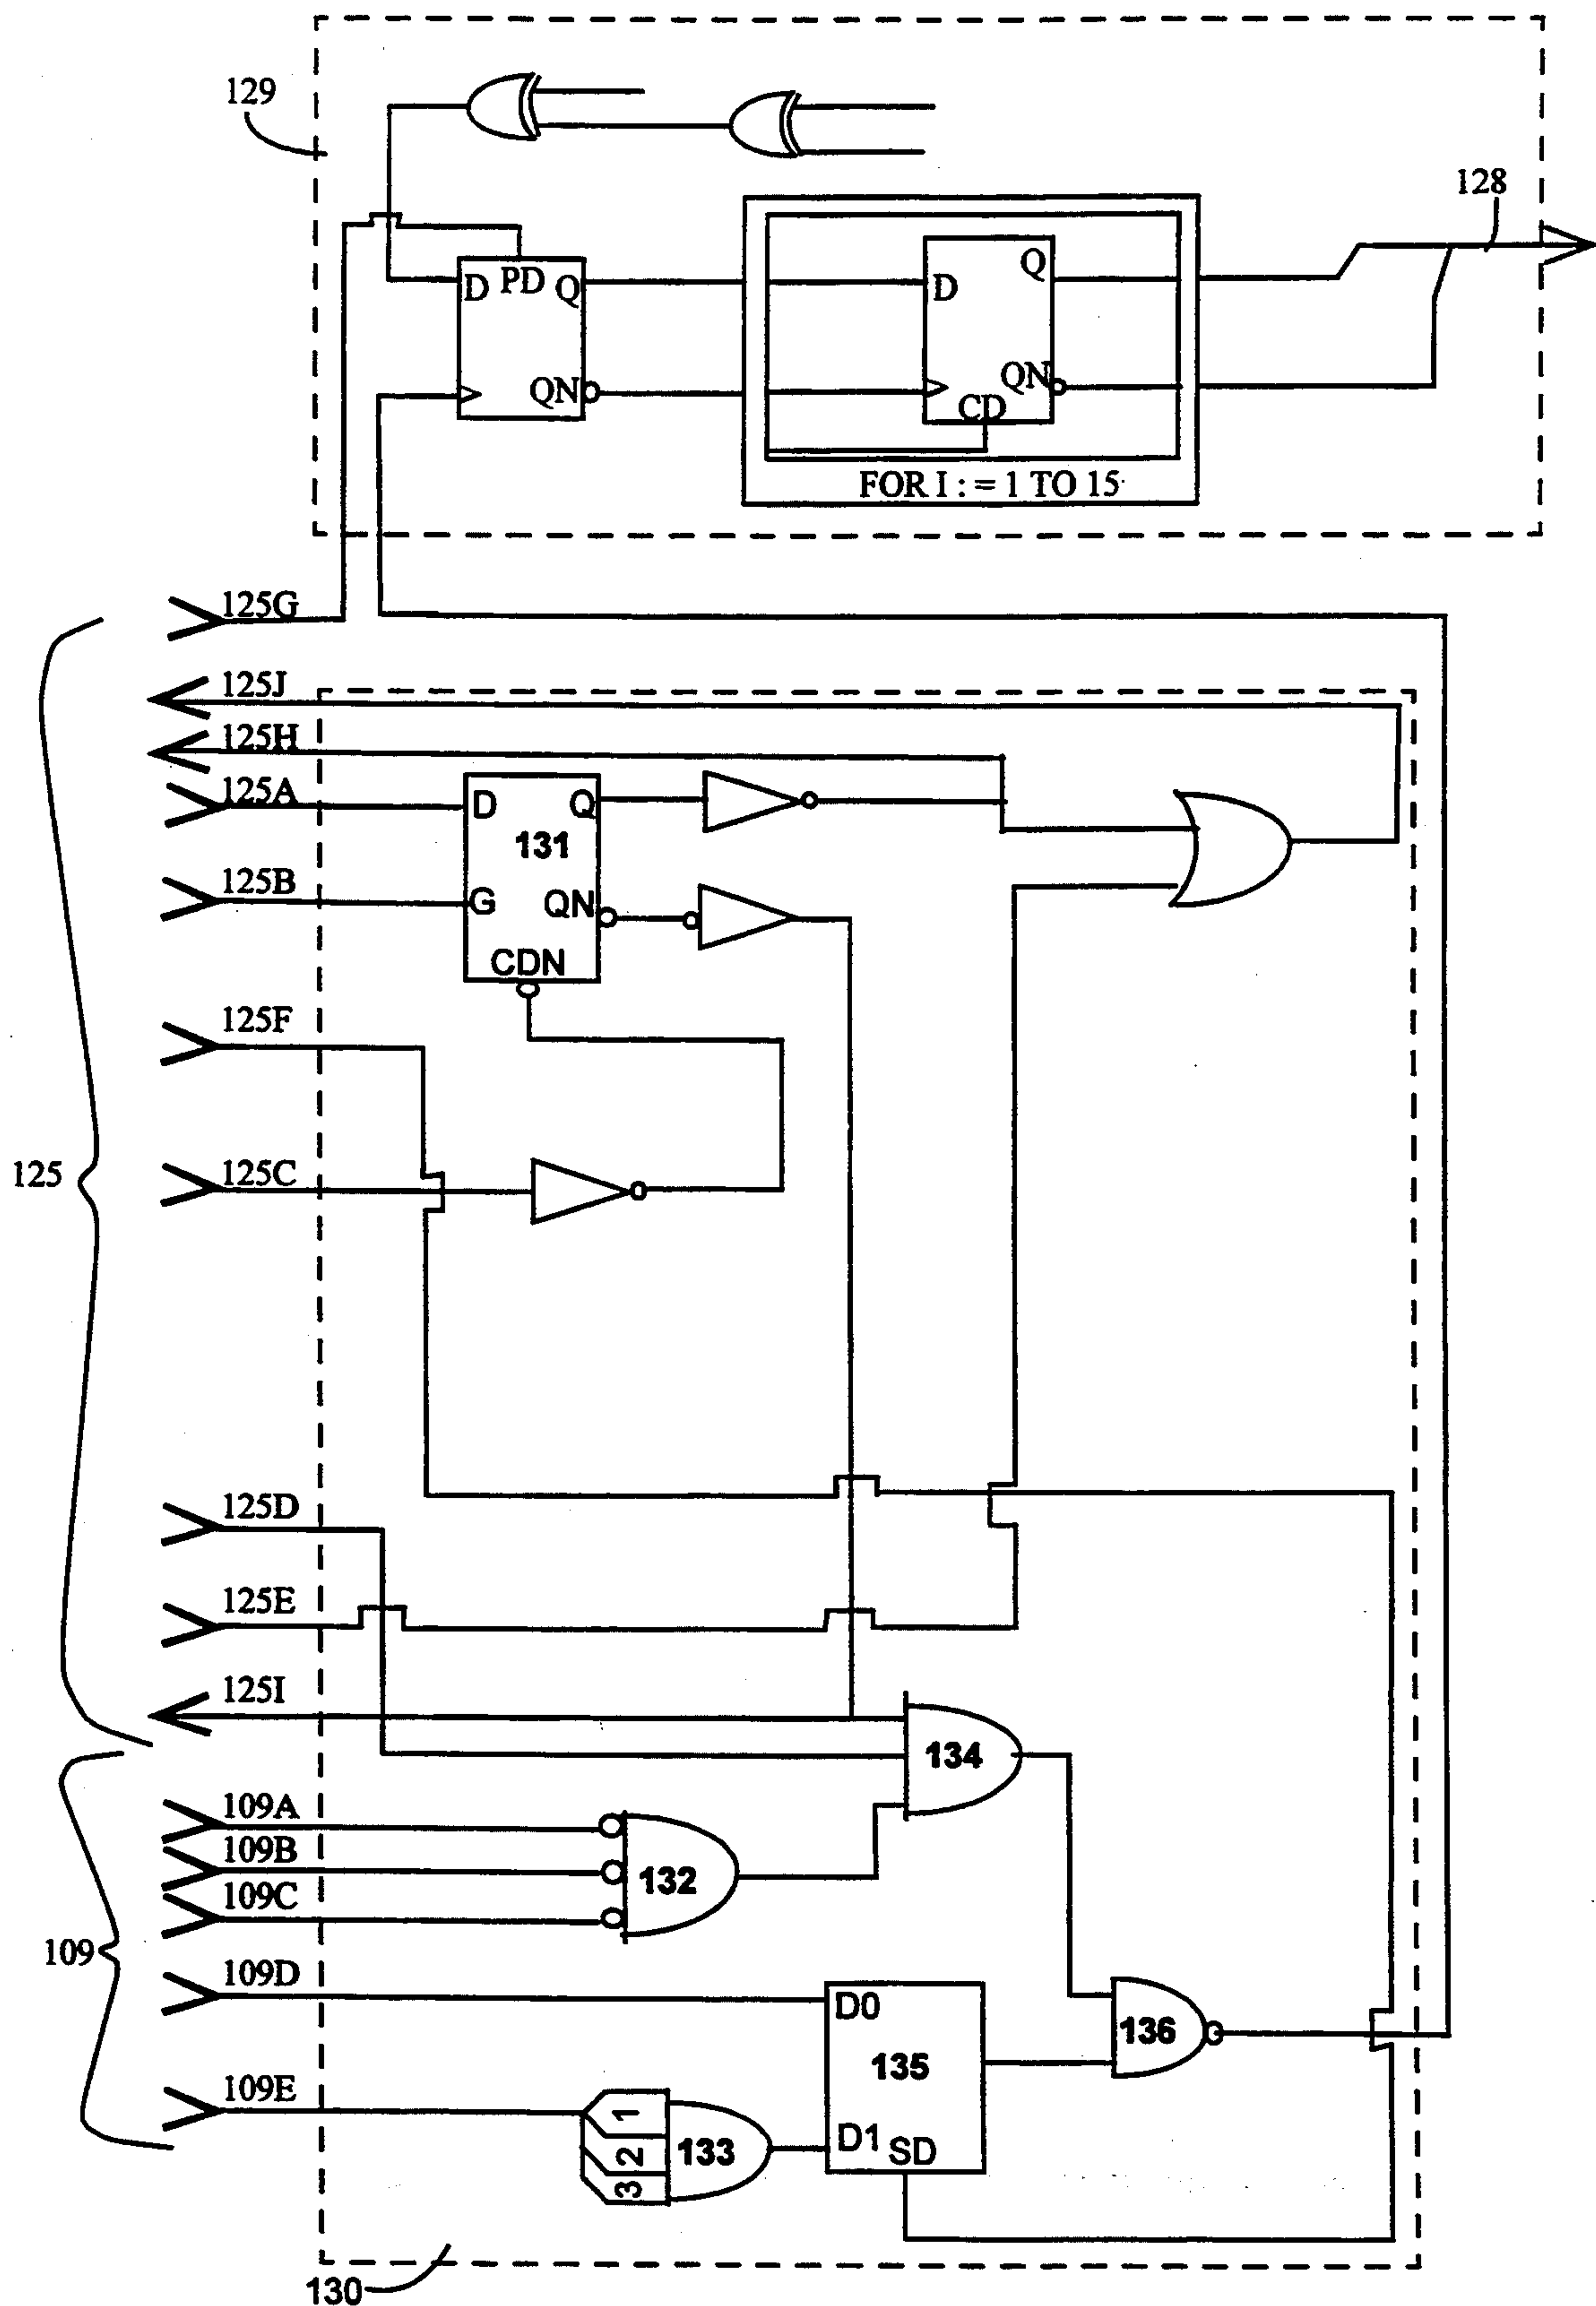 129
128
D PD Q
QN
D
Q
QN
CD
FOR I : = 1 TO 15
125G
125J
125H
125A
125B
125F
125C
125D
125E
125I
125
D Q
131
G QN
CDN
134
109A
109B
109C
109D
109E
109
132
D0
135
D1 SD
136
1
2
3
133
130